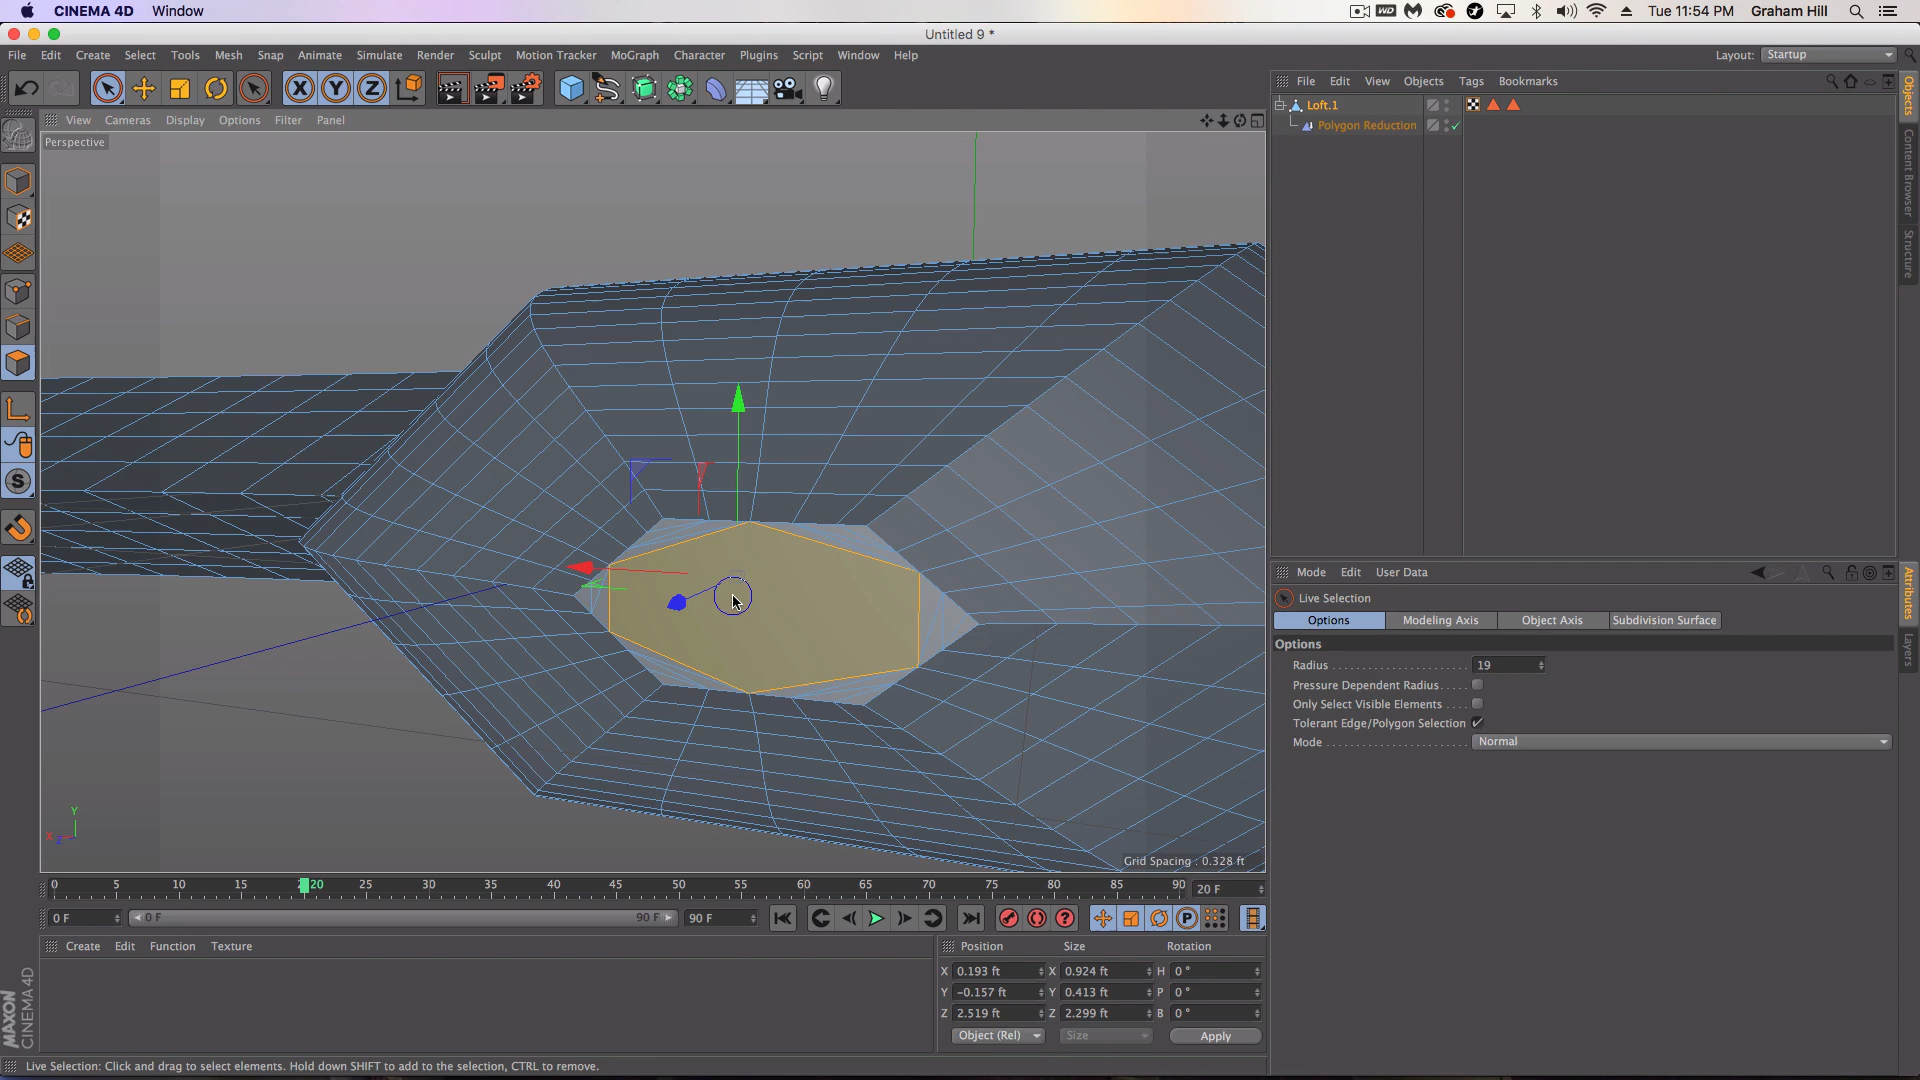 CINEMA 4D Window Tue 11:54 PM Graham Hill
Untitled 9 *
File Edit Create Select Tools Mesh Snap Animate Simulate Render Sculpt Motion Tracker MoGraph Character Plugins Script Window Help Layout: Startup
X Y Z
File Edit View Objects Tags Bookmarks
View Cameras Display Options Filter Panel
Loft.1
Polygon Reduction
Perspective
Objects
Content Browser
Structure
Grid Spacing : 0.328 ft
Y
X
Z
S
Mode Edit User Data
Live Selection
Options Modeling Axis Object Axis Subdivision Surface
Options
Radius 19
Pressure Dependent Radius
Only Select Visible Elements
Tolerant Edge/Polygon Selection
Mode Normal
Attributes
Layers
0 5 10 15 20 25 30 35 40 45 50 55 60 65 70 75 80 85 90 20 F
0 F 0 F 90 F 90 F P
Create Edit Function Texture
Position Size Rotation
X 0.193 ft X 0.924 ft H 0 °
Y -0.157 ft Y 0.413 ft P 0 °
Z 2.519 ft Z 2.299 ft B 0 °
Object (Rel) Size Apply
MAXON
CINEMA 4D
Live Selection: Click and drag to select elements. Hold down SHIFT to add to the selection, CTRL to remove.